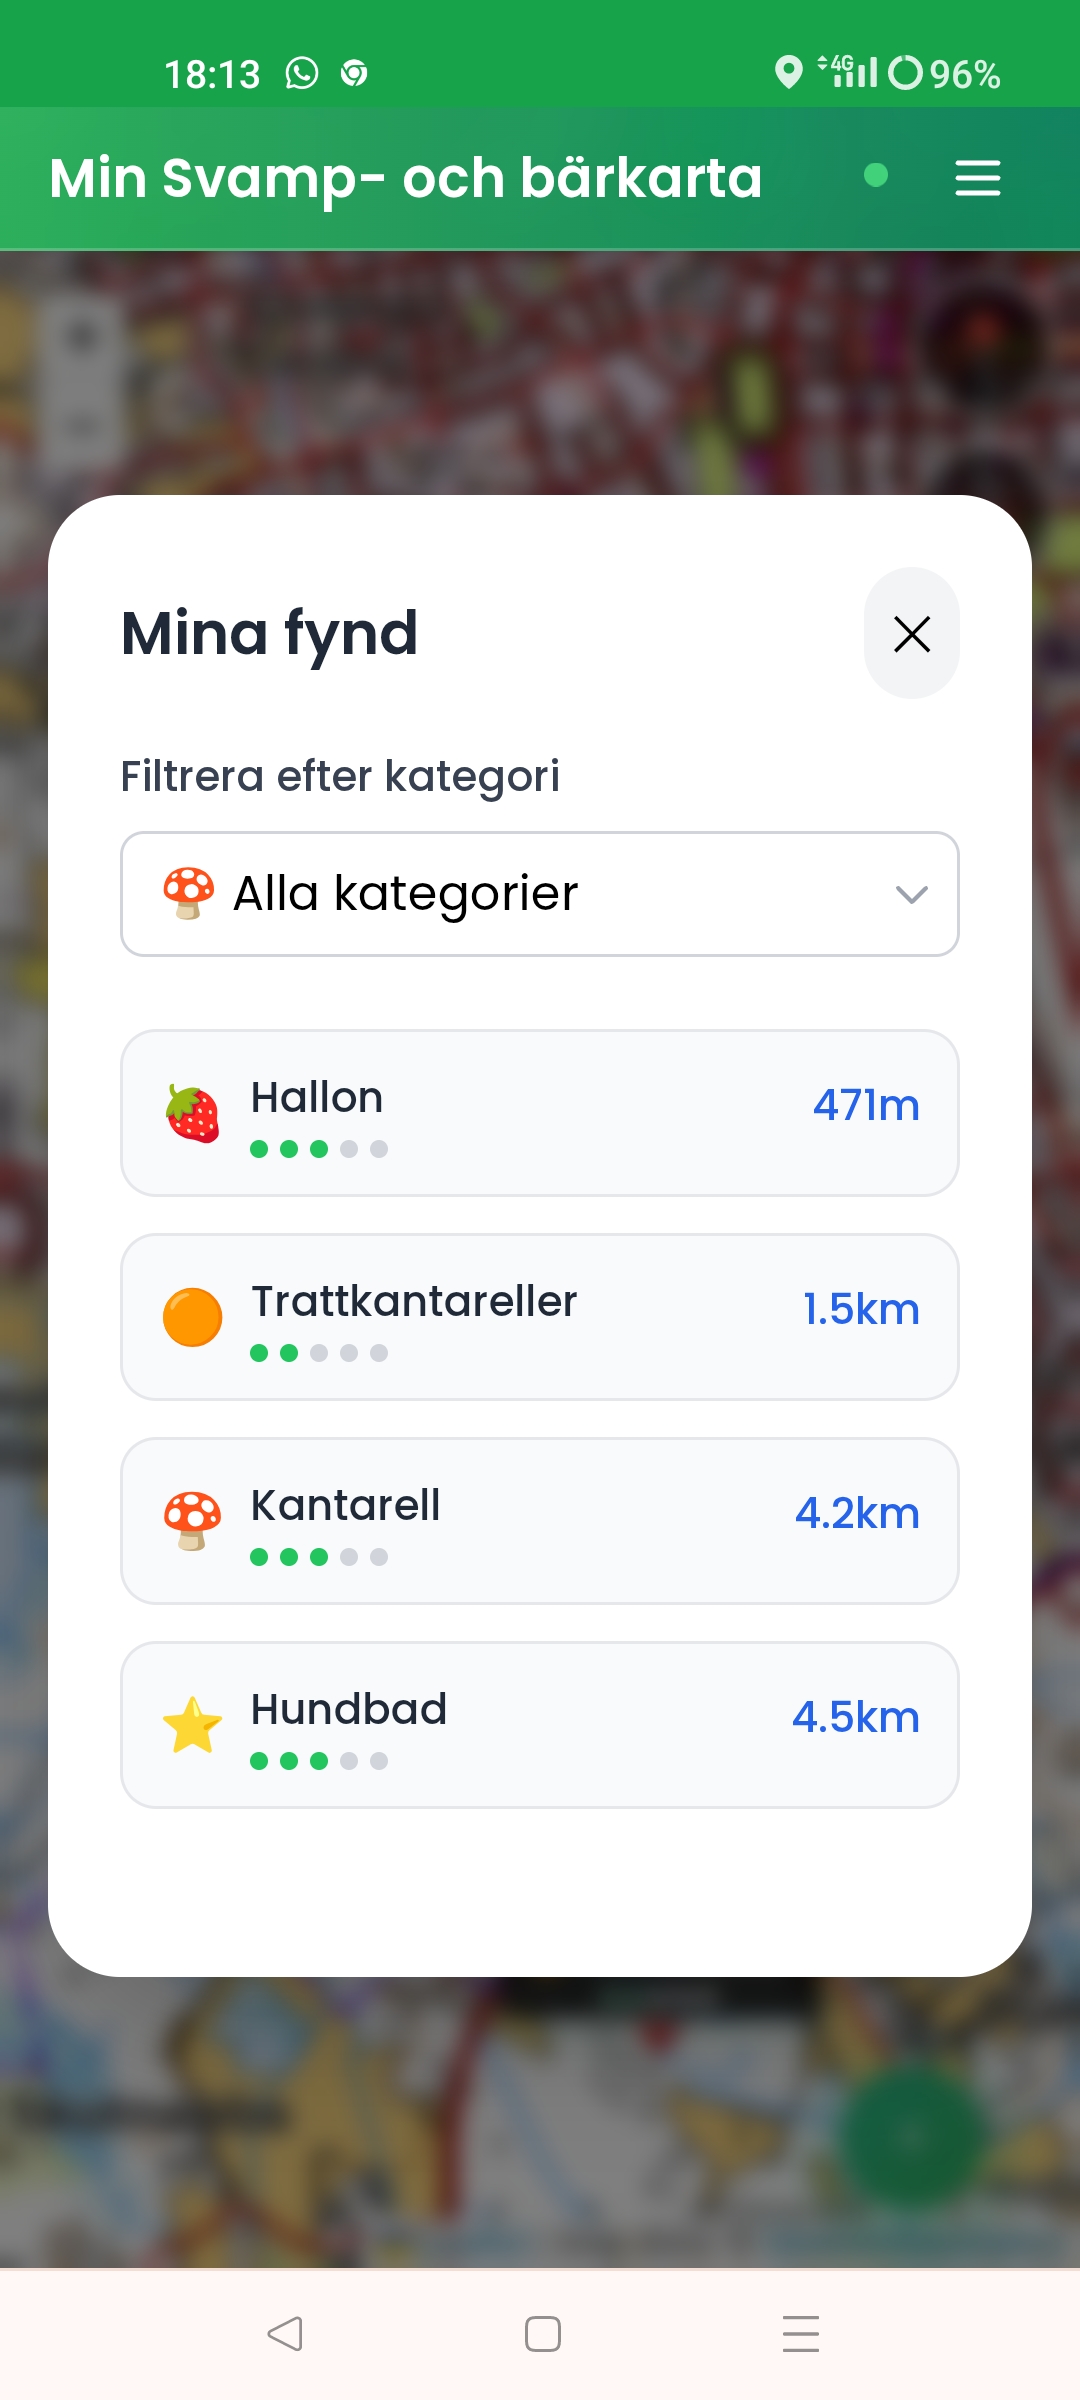 18:13 4G 96%
Min Svamp- och bärkarta
Mina fynd
Filtrera efter kategori
Alla kategorier
Hallon 471m
Trattkantareller 1.5km
Kantarell 4.2km
Hundbad 4.5km